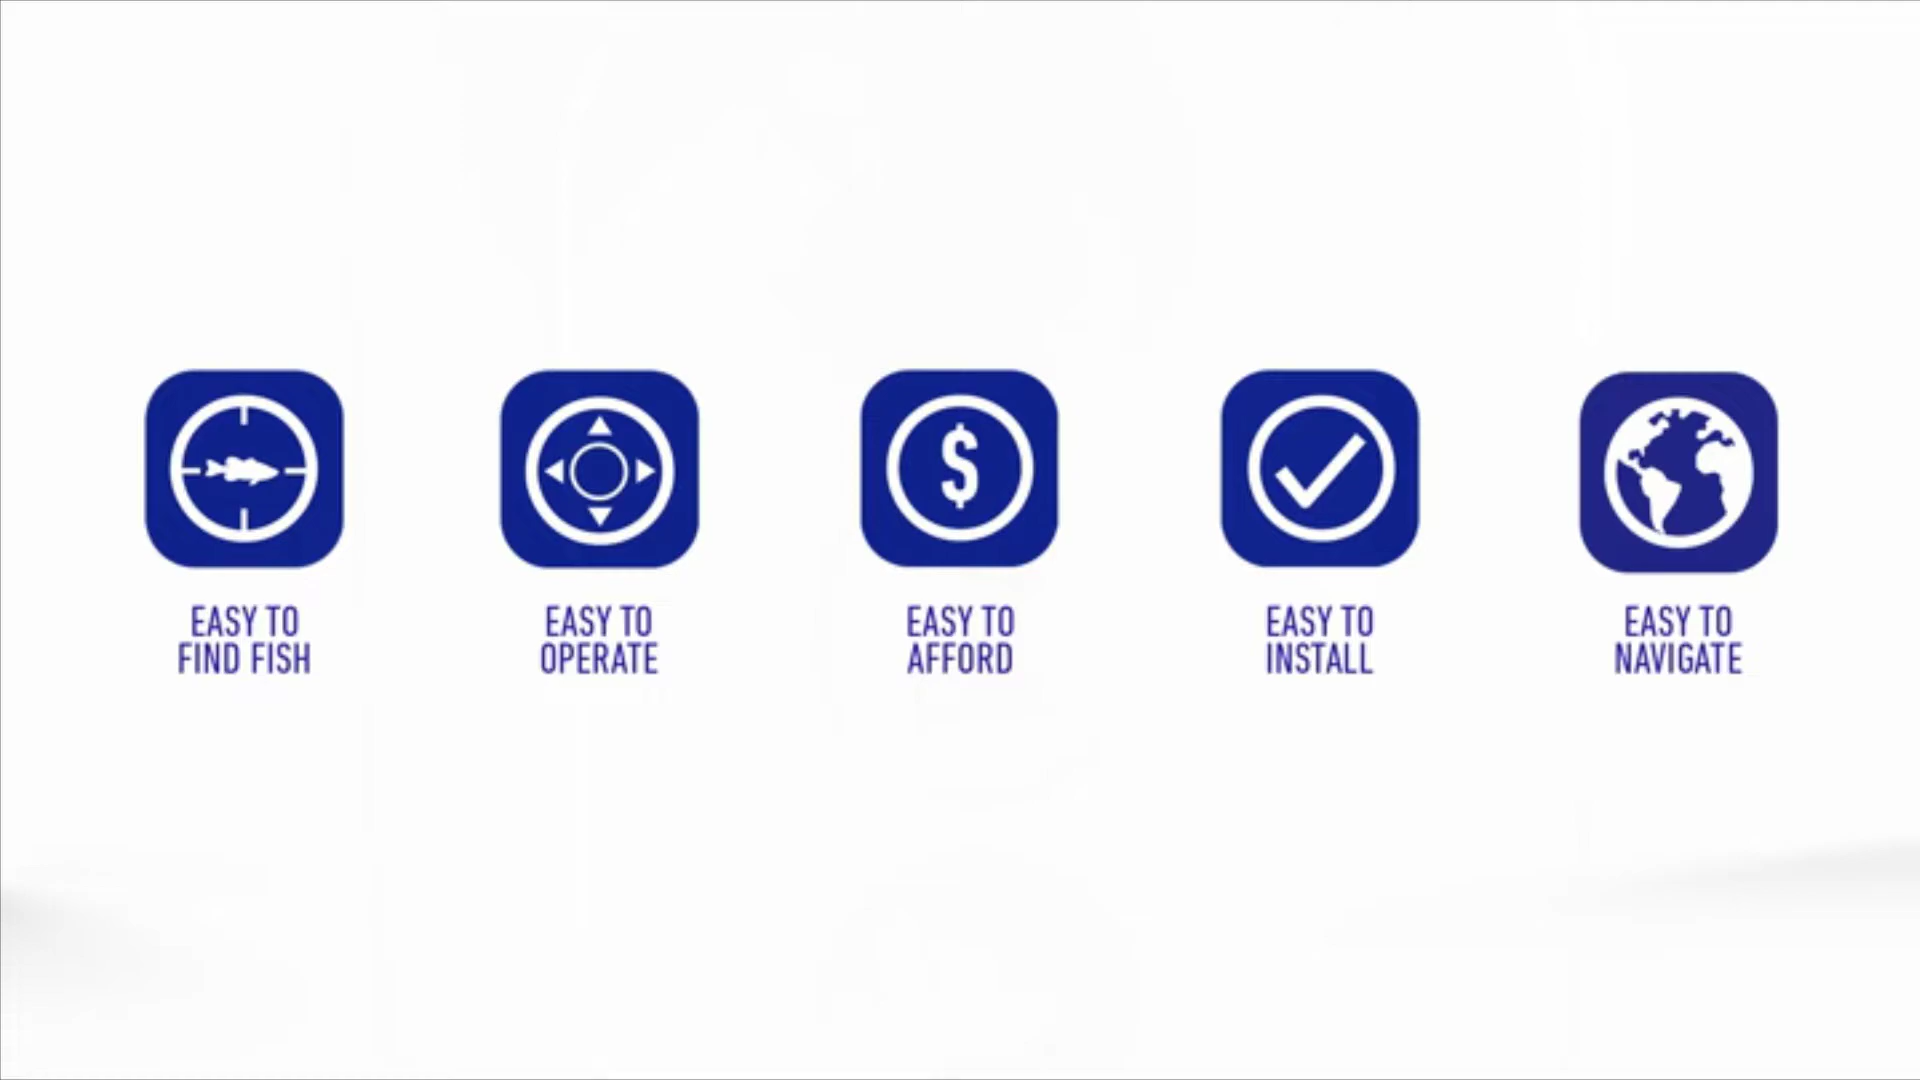 EASY TO
FIND FISH
EASY TO
OPERATE
$
EASY TO
AFFORD
EASY TO
INSTALL
EASY TO
NAVIGATE